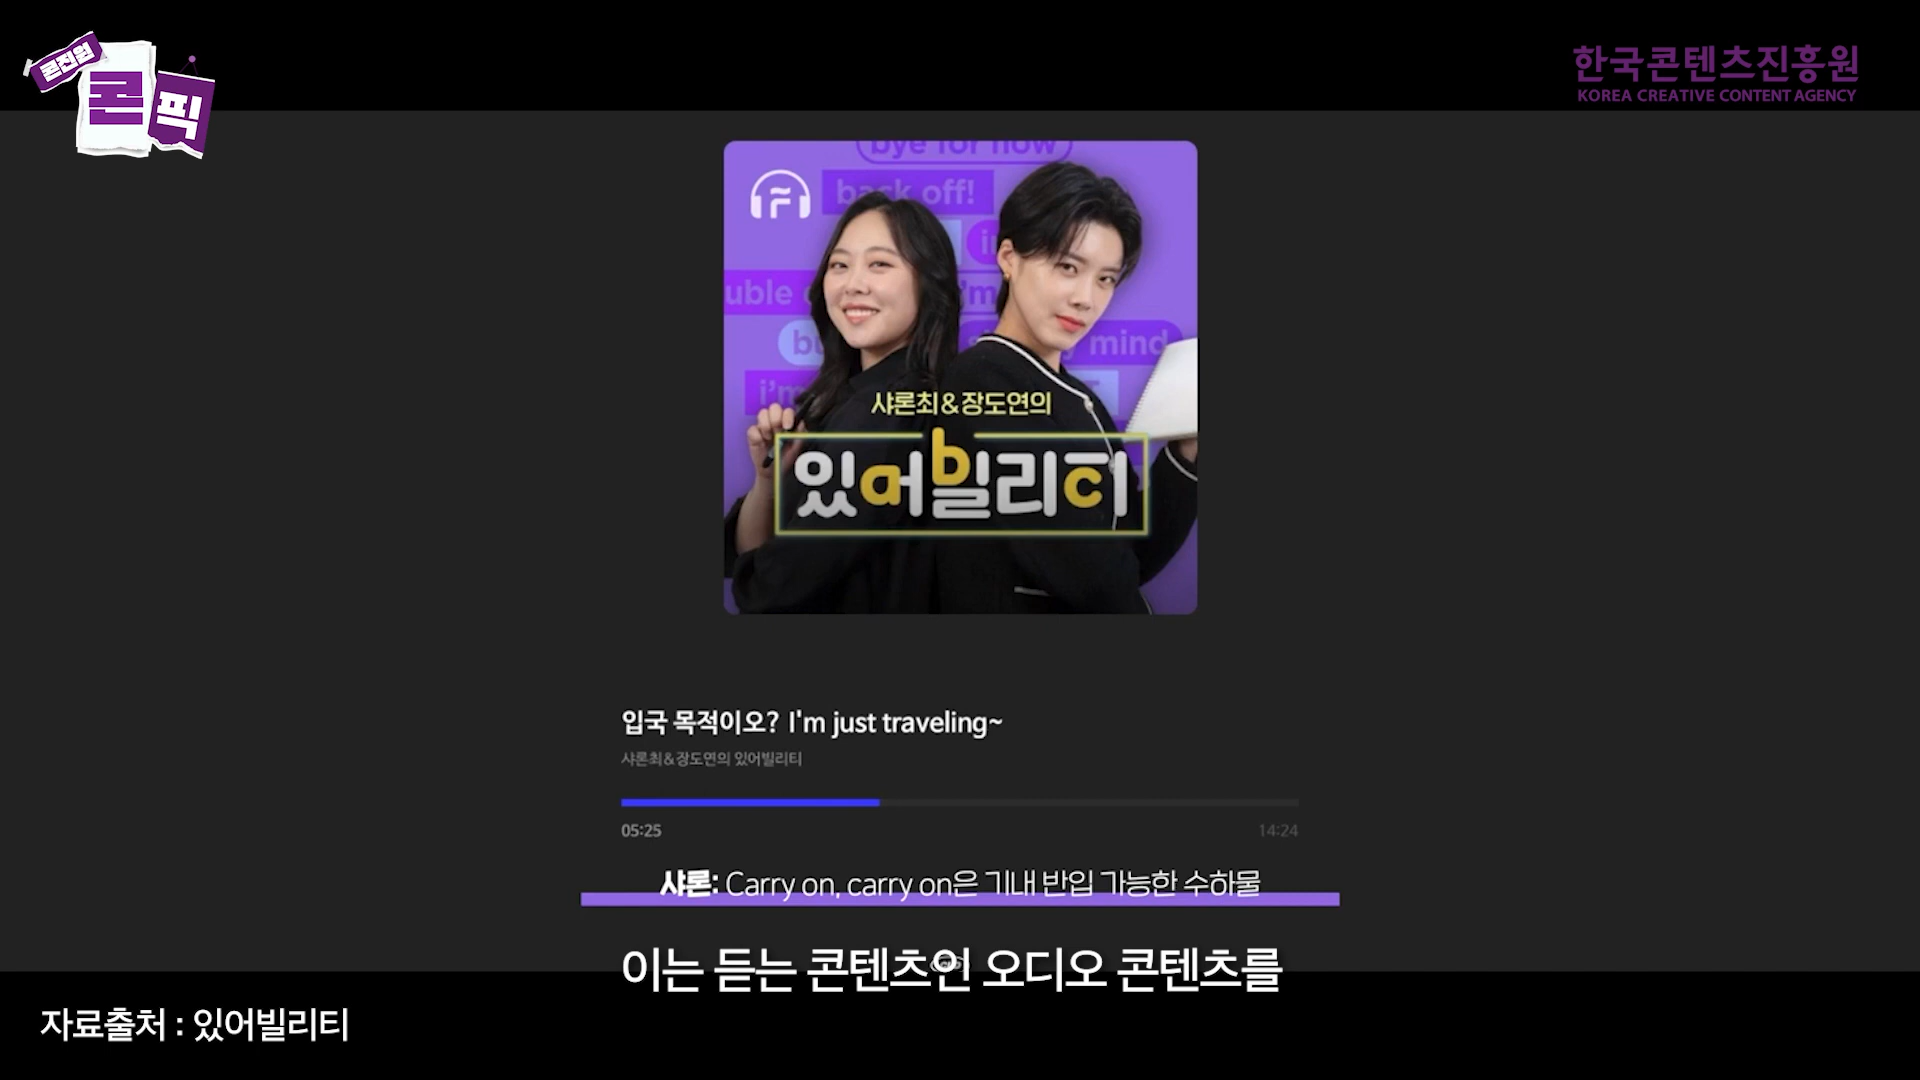 콘진원
콘픽
한국콘텐츠진흥원
KOREA CREATIVE CONTENT AGENCY
bye for now
back off!
mind
샤론최&장도연의
있어빌리티
입국 목적이오? I'm just traveling~
샤론최&장도연의 있어빌리티
05:25
14:24
샤론: Carry on, carry on은 기내 반입 가능한 수하물
이는 듣는 콘텐츠인 오디오 콘텐츠를
자료출처 : 있어빌리티